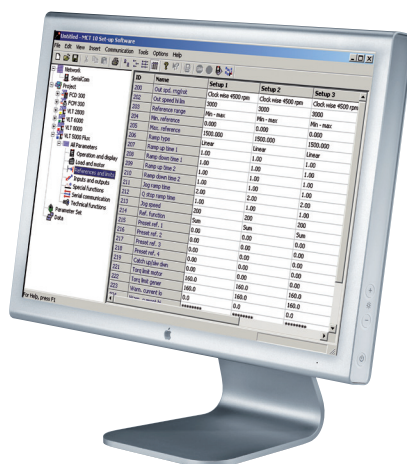 Untitled - MCT 10 Set-up Software
File Edit View Insert Communication Tools Options Help
Network
SerialCom
Project
FCD 300
FCM 300
VLT 2800
VLT 6000
VLT 8000
VLT 5000 Flux
All Parameters
Operation and display
Load and motor
References and limits
Inputs and outputs
Special functions
Serial communication
Technical functions
Parameter Set
Data
ID Name Setup 1 Setup 2 Setup 3
200 Out spd. rng/rot Clock wise 4500 rpm Clock wise 4500 rpm Clock wise 4500 rpm
202 Out speed hi lim 3000 3000 3000
203 Reference range Min - max Min - max Min - max
204 Min. reference 0.000 0.000 0.000
205 Max. reference 1500.000 1500.000 1500.000
206 Ramp type Linear Linear Linear
207 Ramp up time 1 1.00 1.00 1.00
208 Ramp down time 1 1.00 1.00 1.00
209 Ramp up time 2 1.00 1.00 1.00
210 Ramp down time 2 1.00 1.00 1.00
211 Jog ramp time 2.00 2.00 2.00
212 Q stop ramp time 1.00 1.00 1.00
213 Jog speed 200 200 200
214 Ref. function Sum Sum Sum
215 Preset ref. 1 0.00 0.00 0.00
216 Preset ref. 2 0.00 0.00 0.00
217 Preset ref. 3 0.00 0.00 0.00
218 Preset ref. 4 0.00 0.00 0.00
219 Catch up/slw dwn 0.00 0.00 0.00
221 Torq limit motor 160.0 160.0 160.0
222 Torq limit gener 160.0 160.0 160.0
223 Warn. current lo 0.0 0.0 0.0
For Help, press F1